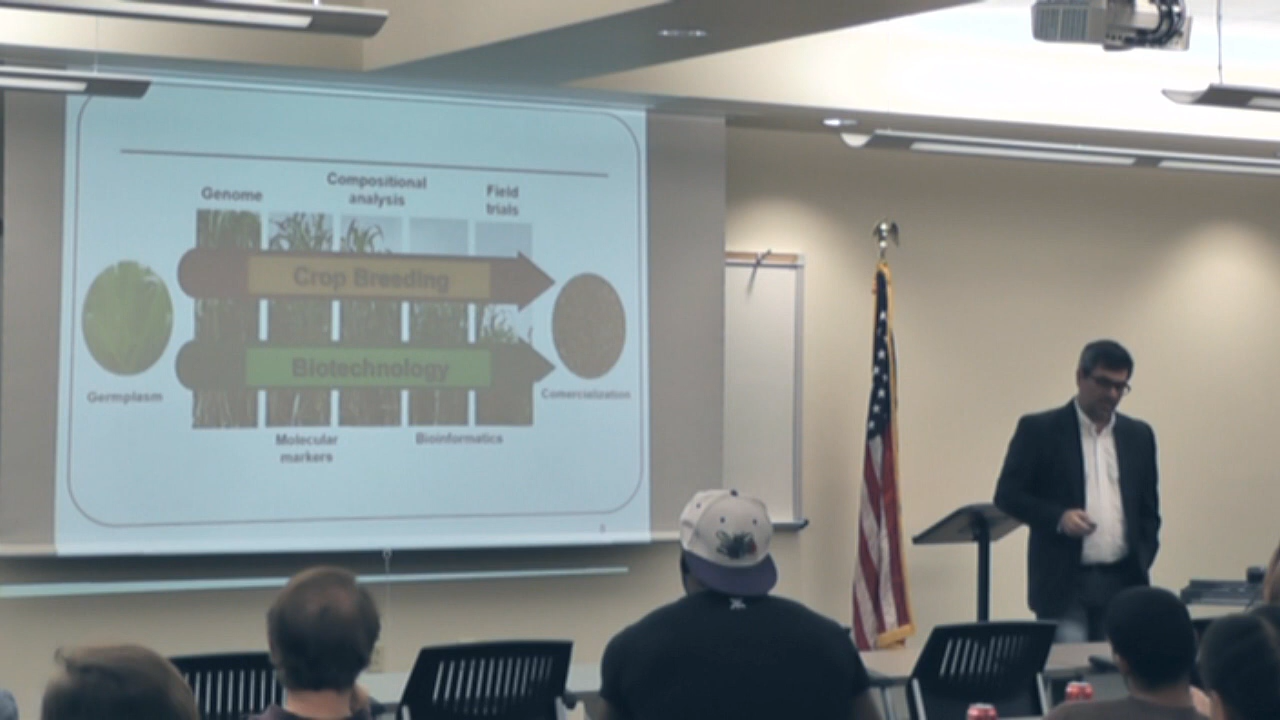 Genome
Compositional
analysis
Field
trials
Crop Breeding
Biotechnology
Germplasm
Comercialization
Molecular
markers
Bioinformatics